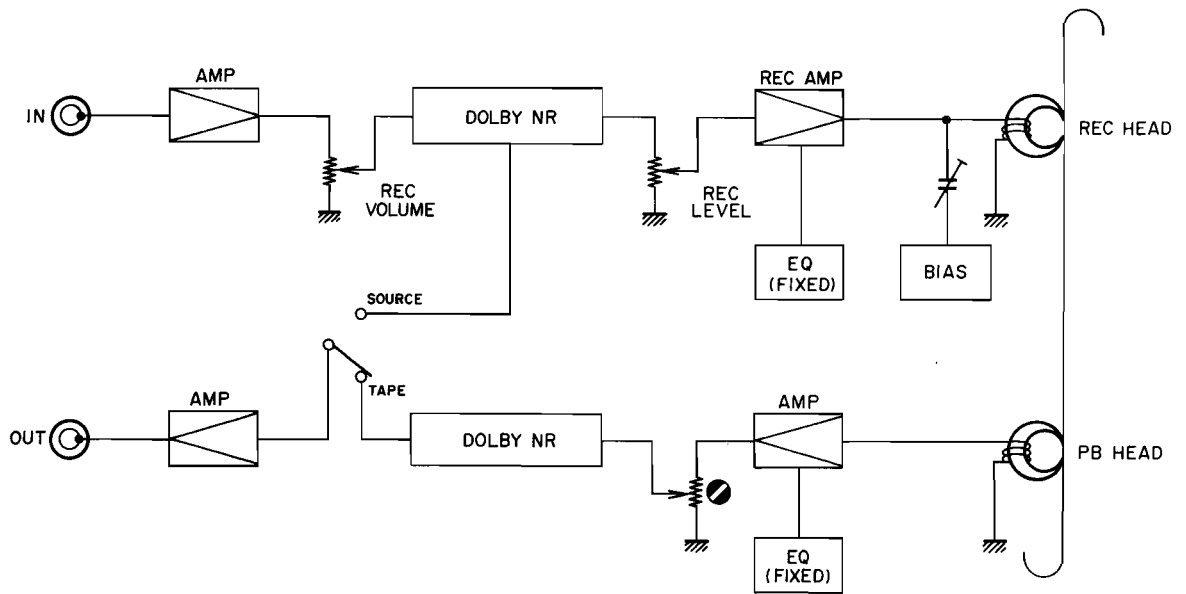 AMP
IN
REC
VOLUME
DOLBY NR
REC
LEVEL
REC AMP
EQ
(FIXED)
BIAS
REC HEAD
SOURCE
TAPE
AMP
OUT
DOLBY NR
AMP
EQ
(FIXED)
PB HEAD